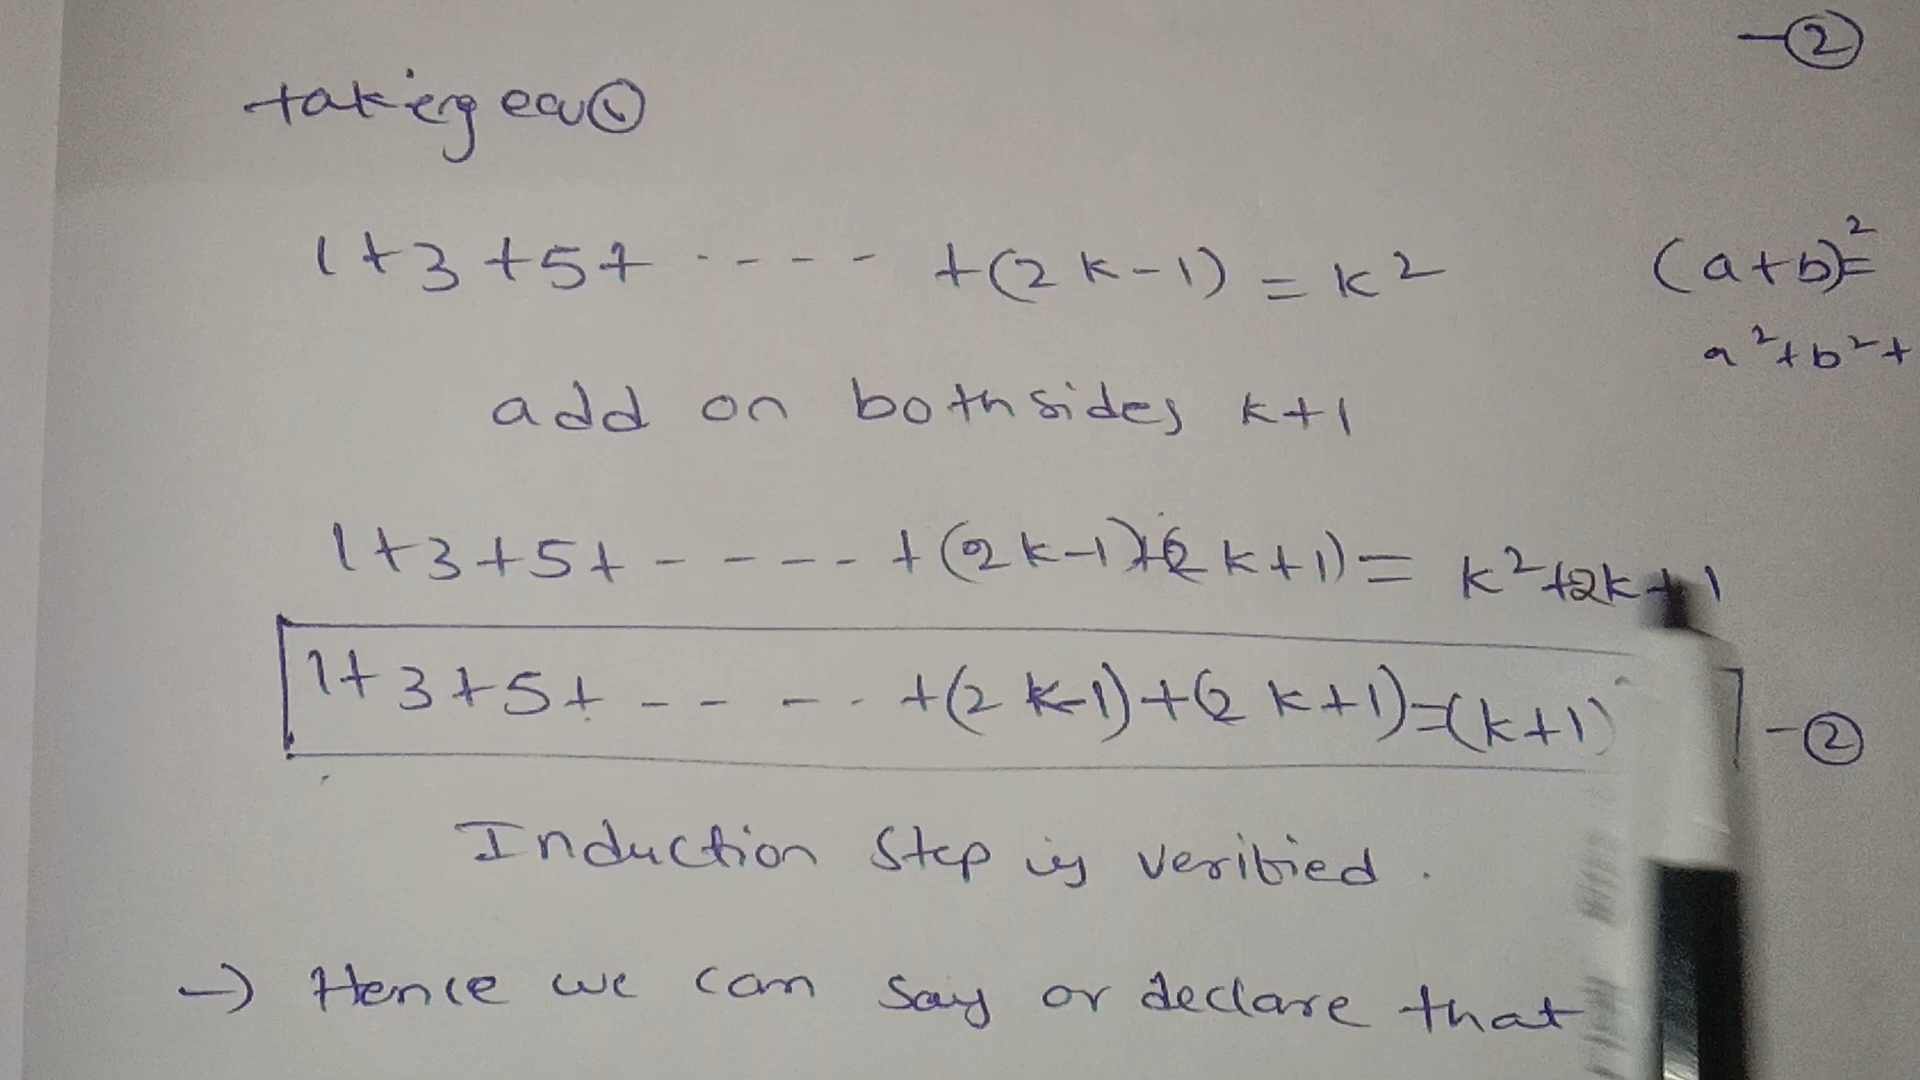 -②
taking eq ①
1+3+5+ ---- +(2k-1) = k²
(a+b)²=
a²+b²+
add on both sides k+1
1+3+5+ ---- +(2k-1)+(2k+1) = k²+2k+1
1+3+5+ ---- +(2k-1)+(2k+1)=(k+1) -②
Induction Step is verified.
→ Hence we can say or declare that